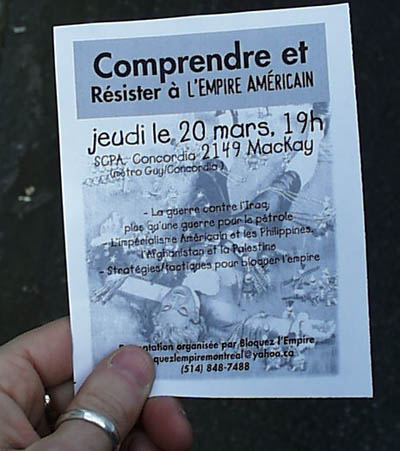 Comprendre et
Résister à L'EMPIRE AMÉRICAIN
jeudi le 20 mars, 19h
SCPA Concordia 2149 MacKay
(métro Guy/Concordia)
- La guerre contre l'Iraq;
plus qu'une guerre pour le pétrole
- L'impérialisme Américain et les Philippines,
l'Afghanistan et la Palestine
- Stratégies/tactiques pour bloquer l'empire
organisée par Bloquez l'Empire
quezlempiremontreal@yahoo.ca
(514) 848-7488